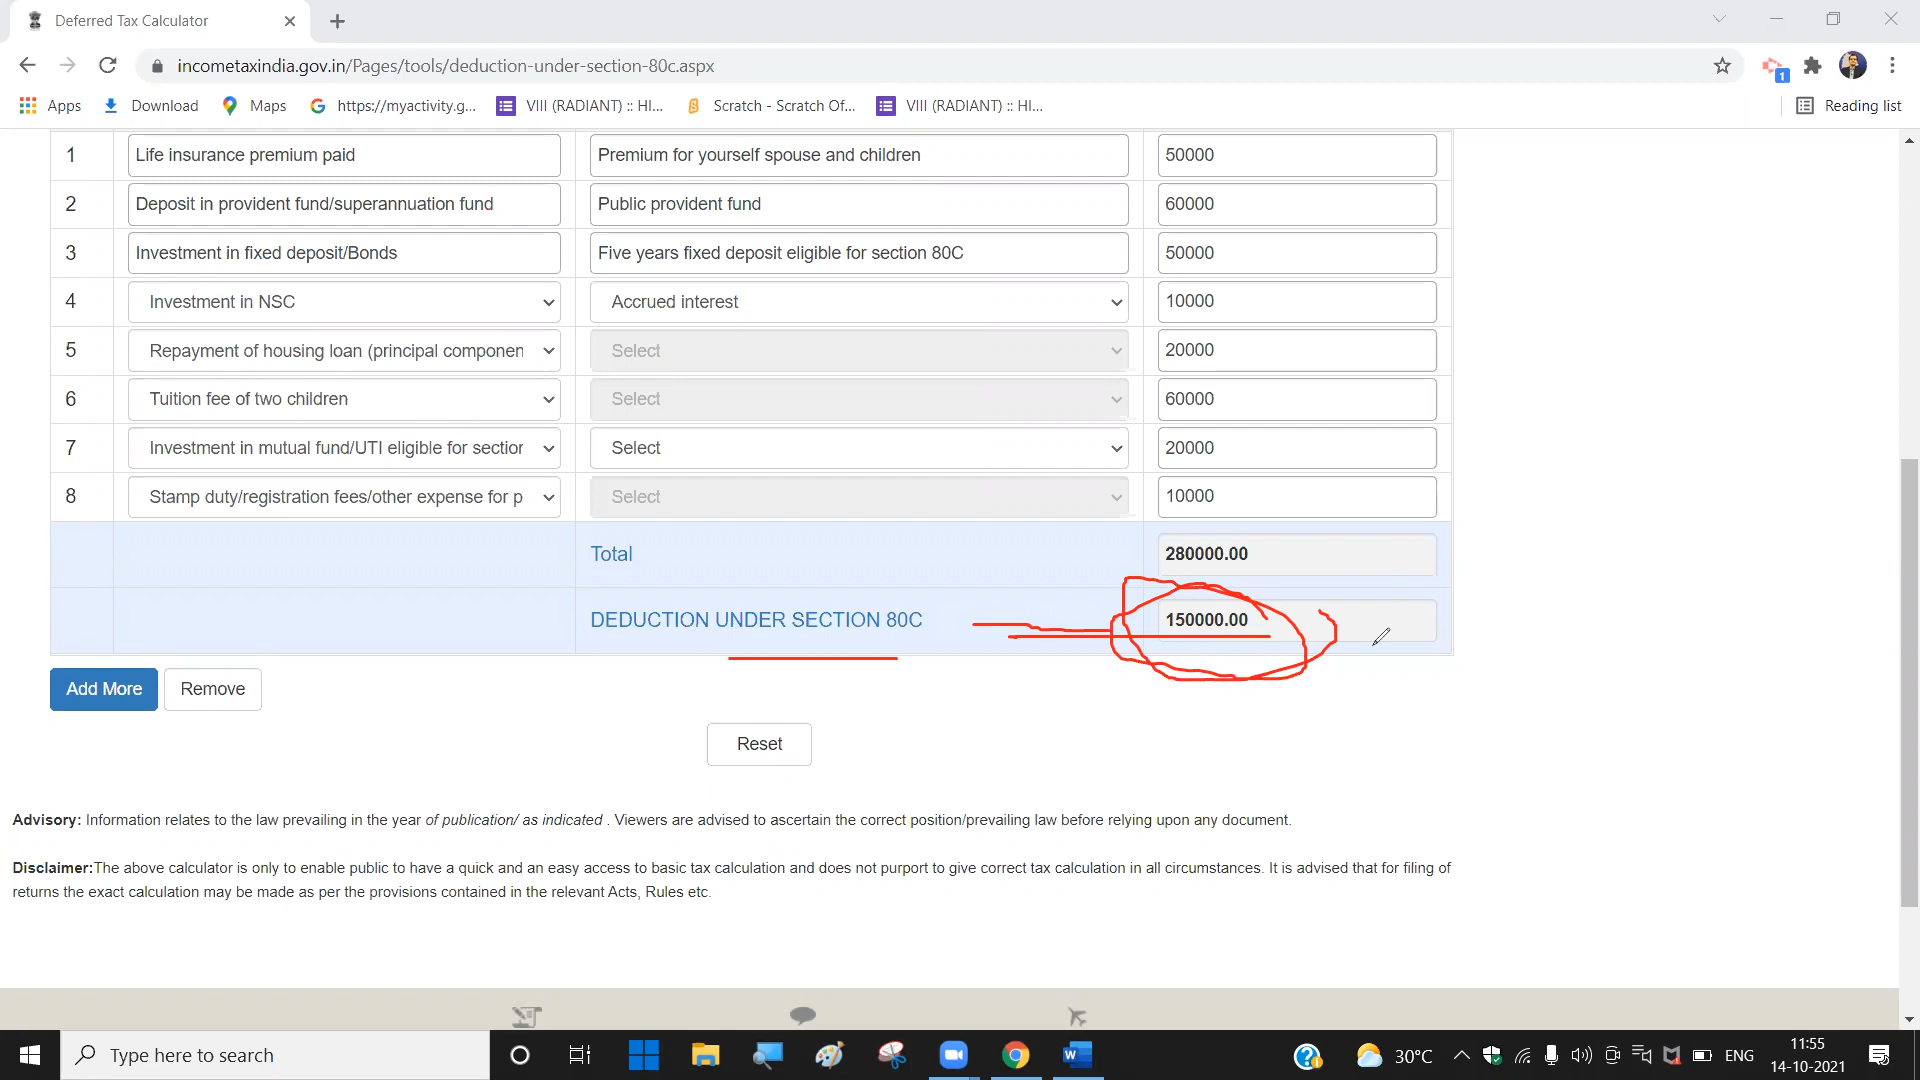 Deferred Tax Calculator
incometaxindia.gov.in/Pages/tools/deduction-under-section-80c.aspx
1
Apps Download Maps https://myactivity.g... VIII (RADIANT) :: HI... Scratch - Scratch Of... VIII (RADIANT) :: HI... Reading list
1 Life insurance premium paid Premium for yourself spouse and children 50000
2 Deposit in provident fund/superannuation fund Public provident fund 60000
3 Investment in fixed deposit/Bonds Five years fixed deposit eligible for section 80C 50000
4 Investment in NSC Accrued interest 10000
5 Repayment of housing loan (principal componen Select 20000
6 Tuition fee of two children Select 60000
7 Investment in mutual fund/UTI eligible for section Select 20000
8 Stamp duty/registration fees/other expense for p Select 10000
Total 280000.00
DEDUCTION UNDER SECTION 80C 150000.00
Add More Remove
Reset
Advisory: Information relates to the law prevailing in the year of publication/ as indicated . Viewers are advised to ascertain the correct position/prevailing law before relying upon any document.
Disclaimer:The above calculator is only to enable public to have a quick and an easy access to basic tax calculation and does not purport to give correct tax calculation in all circumstances. It is advised that for filing of
returns the exact calculation may be made as per the provisions contained in the relevant Acts, Rules etc.
Type here to search 30°C ENG 11:55
14-10-2021